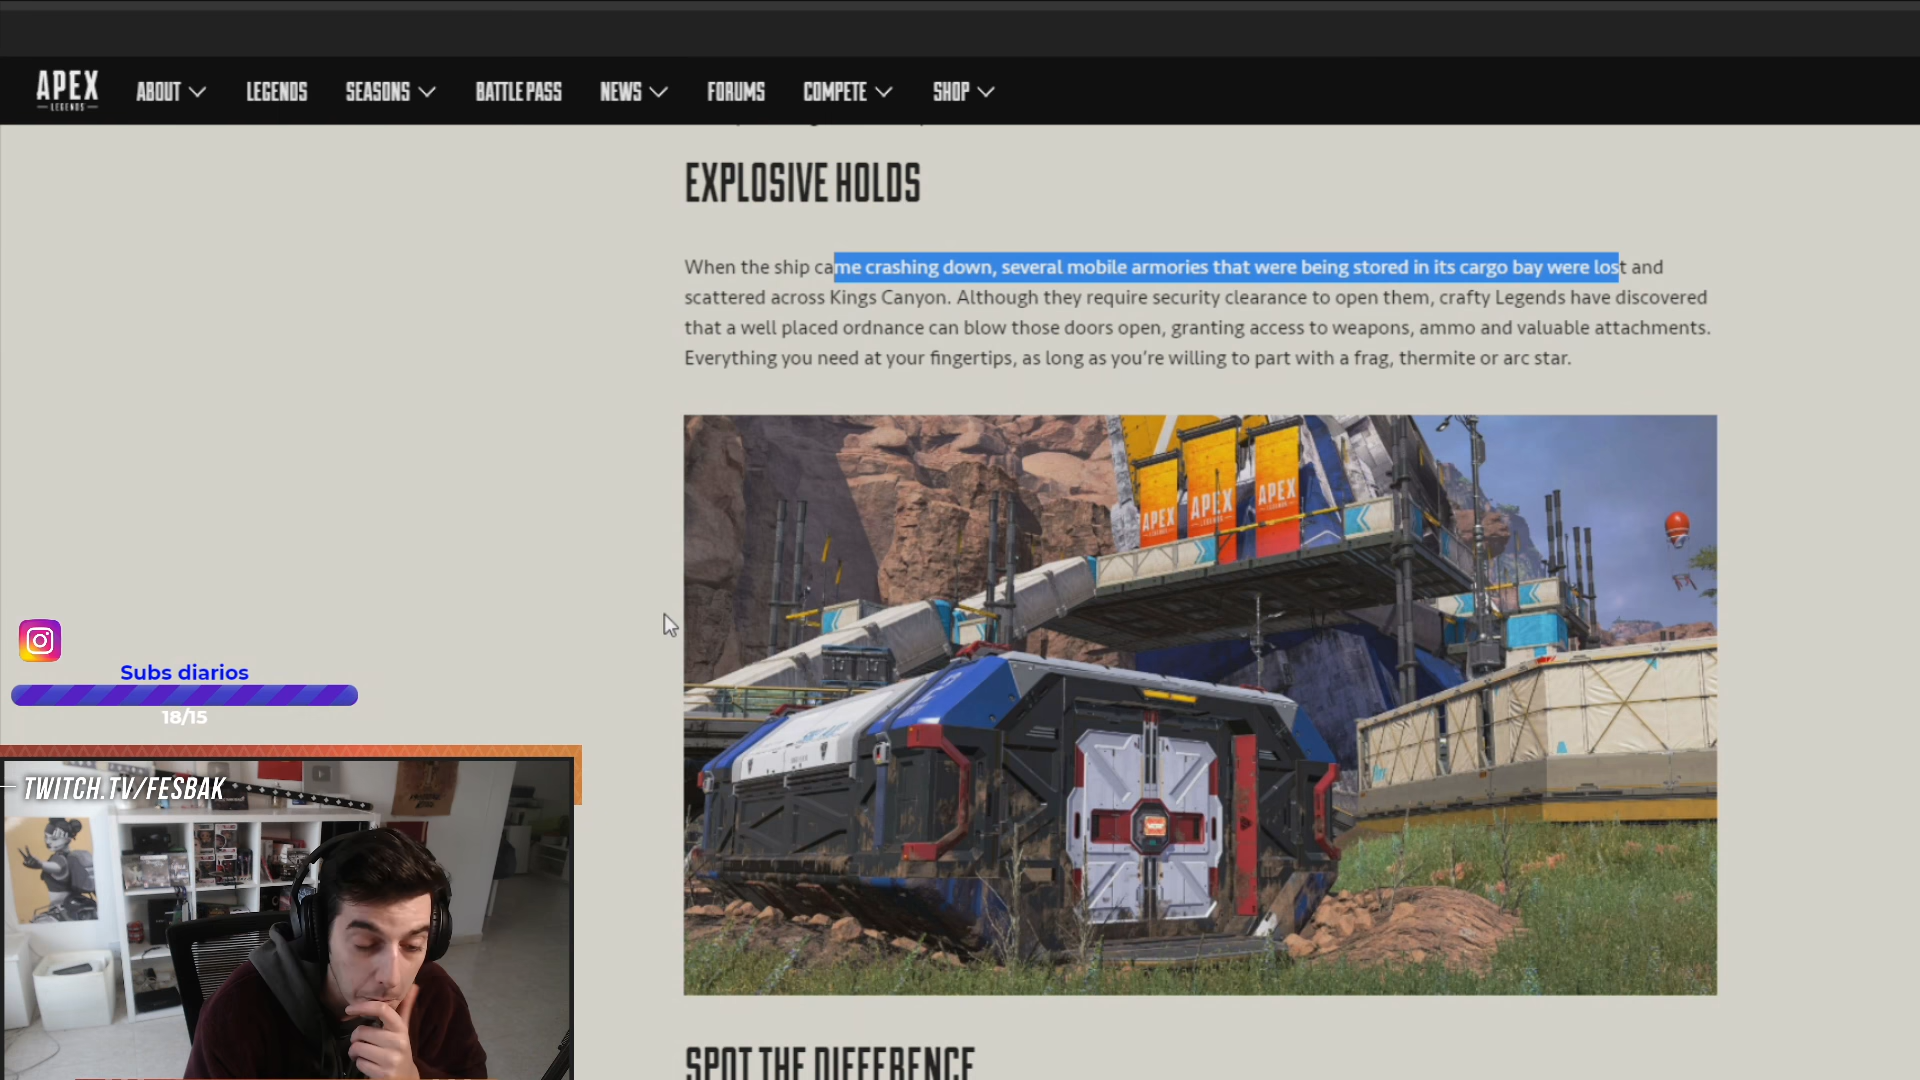 APEX
LEGENDS
ABOUT
LEGENDS
SEASONS
BATTLE PASS
NEWS
FORUMS
COMPETE
SHOP
EXPLOSIVE HOLDS
When the ship came crashing down, several mobile armories that were being stored in its cargo bay were lost and
scattered across Kings Canyon. Although they require security clearance to open them, crafty Legends have discovered
that a well placed ordnance can blow those doors open, granting access to weapons, ammo and valuable attachments.
Everything you need at your fingertips, as long as you're willing to part with a frag, thermite or arc star.
APEX
APEX
APEX
Subs diarios
18/15
TWITCH.TV/FESBAK
SPOT THE DIFFERENCE